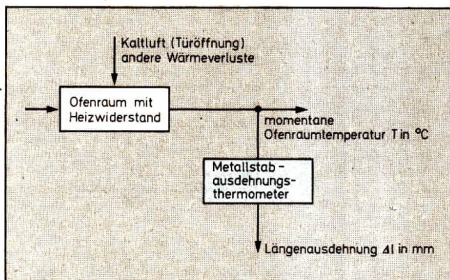 Kaltluft (Türöffnung)
andere Wärmeverluste
Ofenraum mit
Heizwiderstand
momentane
Ofenraumtemperatur T in °C
Metallstab-
ausdehnungs-
thermometer
Längenausdehnung Δl in mm